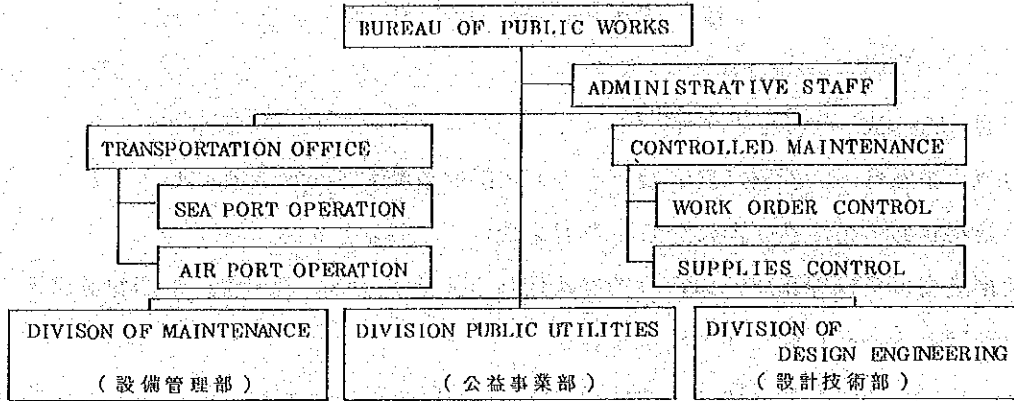 BUREAU OF PUBLIC WORKS
ADMINISTRATIVE STAFF
TRANSPORTATION OFFICE
CONTROLLED MAINTENANCE
SEA PORT OPERATION
WORK ORDER CONTROL
AIR PORT OPERATION
SUPPLIES CONTROL
DIVISON OF MAINTENANCE
(設備管理部)
DIVISION PUBLIC UTILITIES
(公益事業部)
DIVISION OF
DESIGN ENGINEERING
(設計技術部)